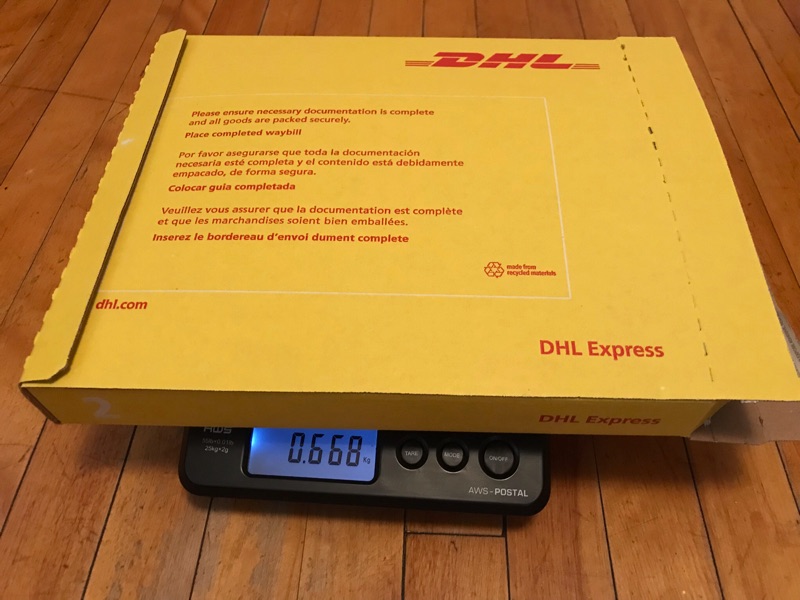 DHL
Please ensure necessary documentation is complete
and all goods are packed securely.
Place completed waybill
Por favor asegurarse que toda la documentación
necesaria esté completa y el contenido está debidamente
empacado, de forma segura.
Colocar guia completada
Veuillez vous assurer que la documentation est complète
et que les marchandises soient bien emballées.
Inserez le bordereau d'envoi dument complete
made from
recycled materials
dhl.com
DHL Express
2
DHL Express
AWS
25kg×2g
0.668 Kg
TARE
MODE
ON/OFF
AWS-POSTAL